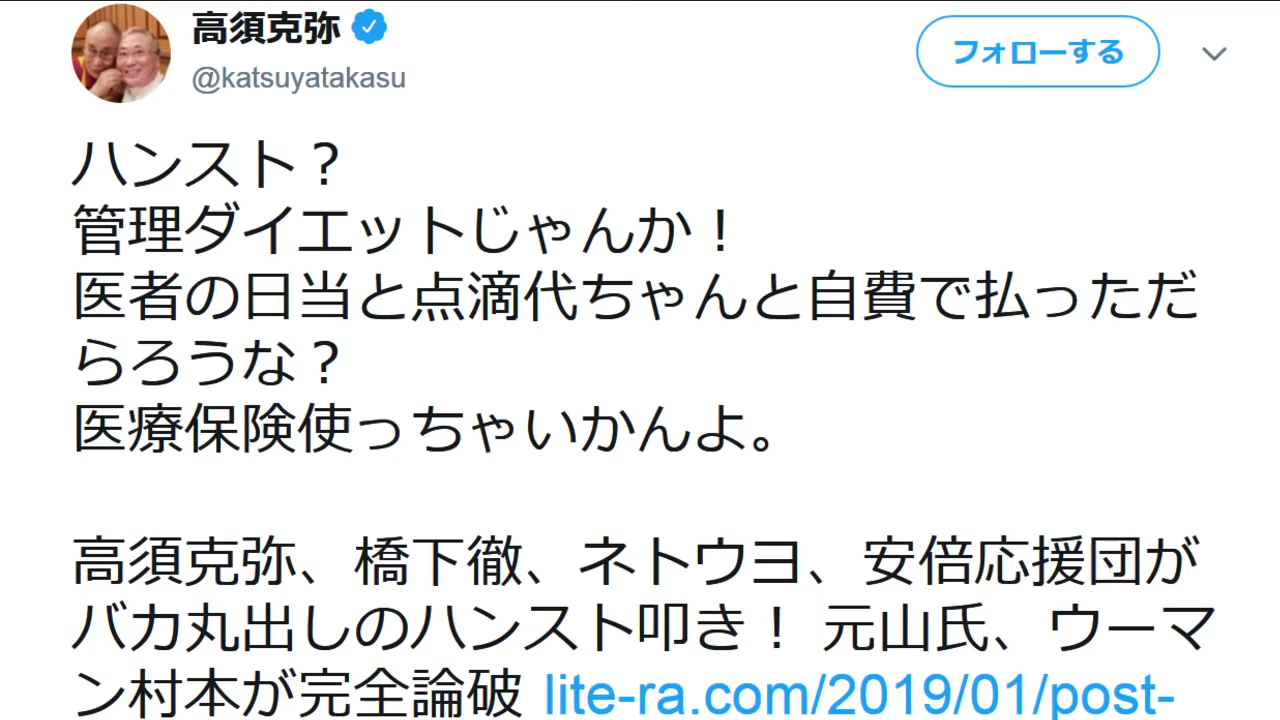 高須克弥
@katsuyatakasu
フォローする
ハンスト？
管理ダイエットじゃんか！
医者の日当と点滴代ちゃんと自費で払っただ
らろうな？
医療保険使っちゃいかんよ。
高須克弥、橋下徹、ネトウヨ、安倍応援団が
バカ丸出しのハンスト叩き！ 元山氏、ウーマ
ン村本が完全論破 lite-ra.com/2019/01/post-